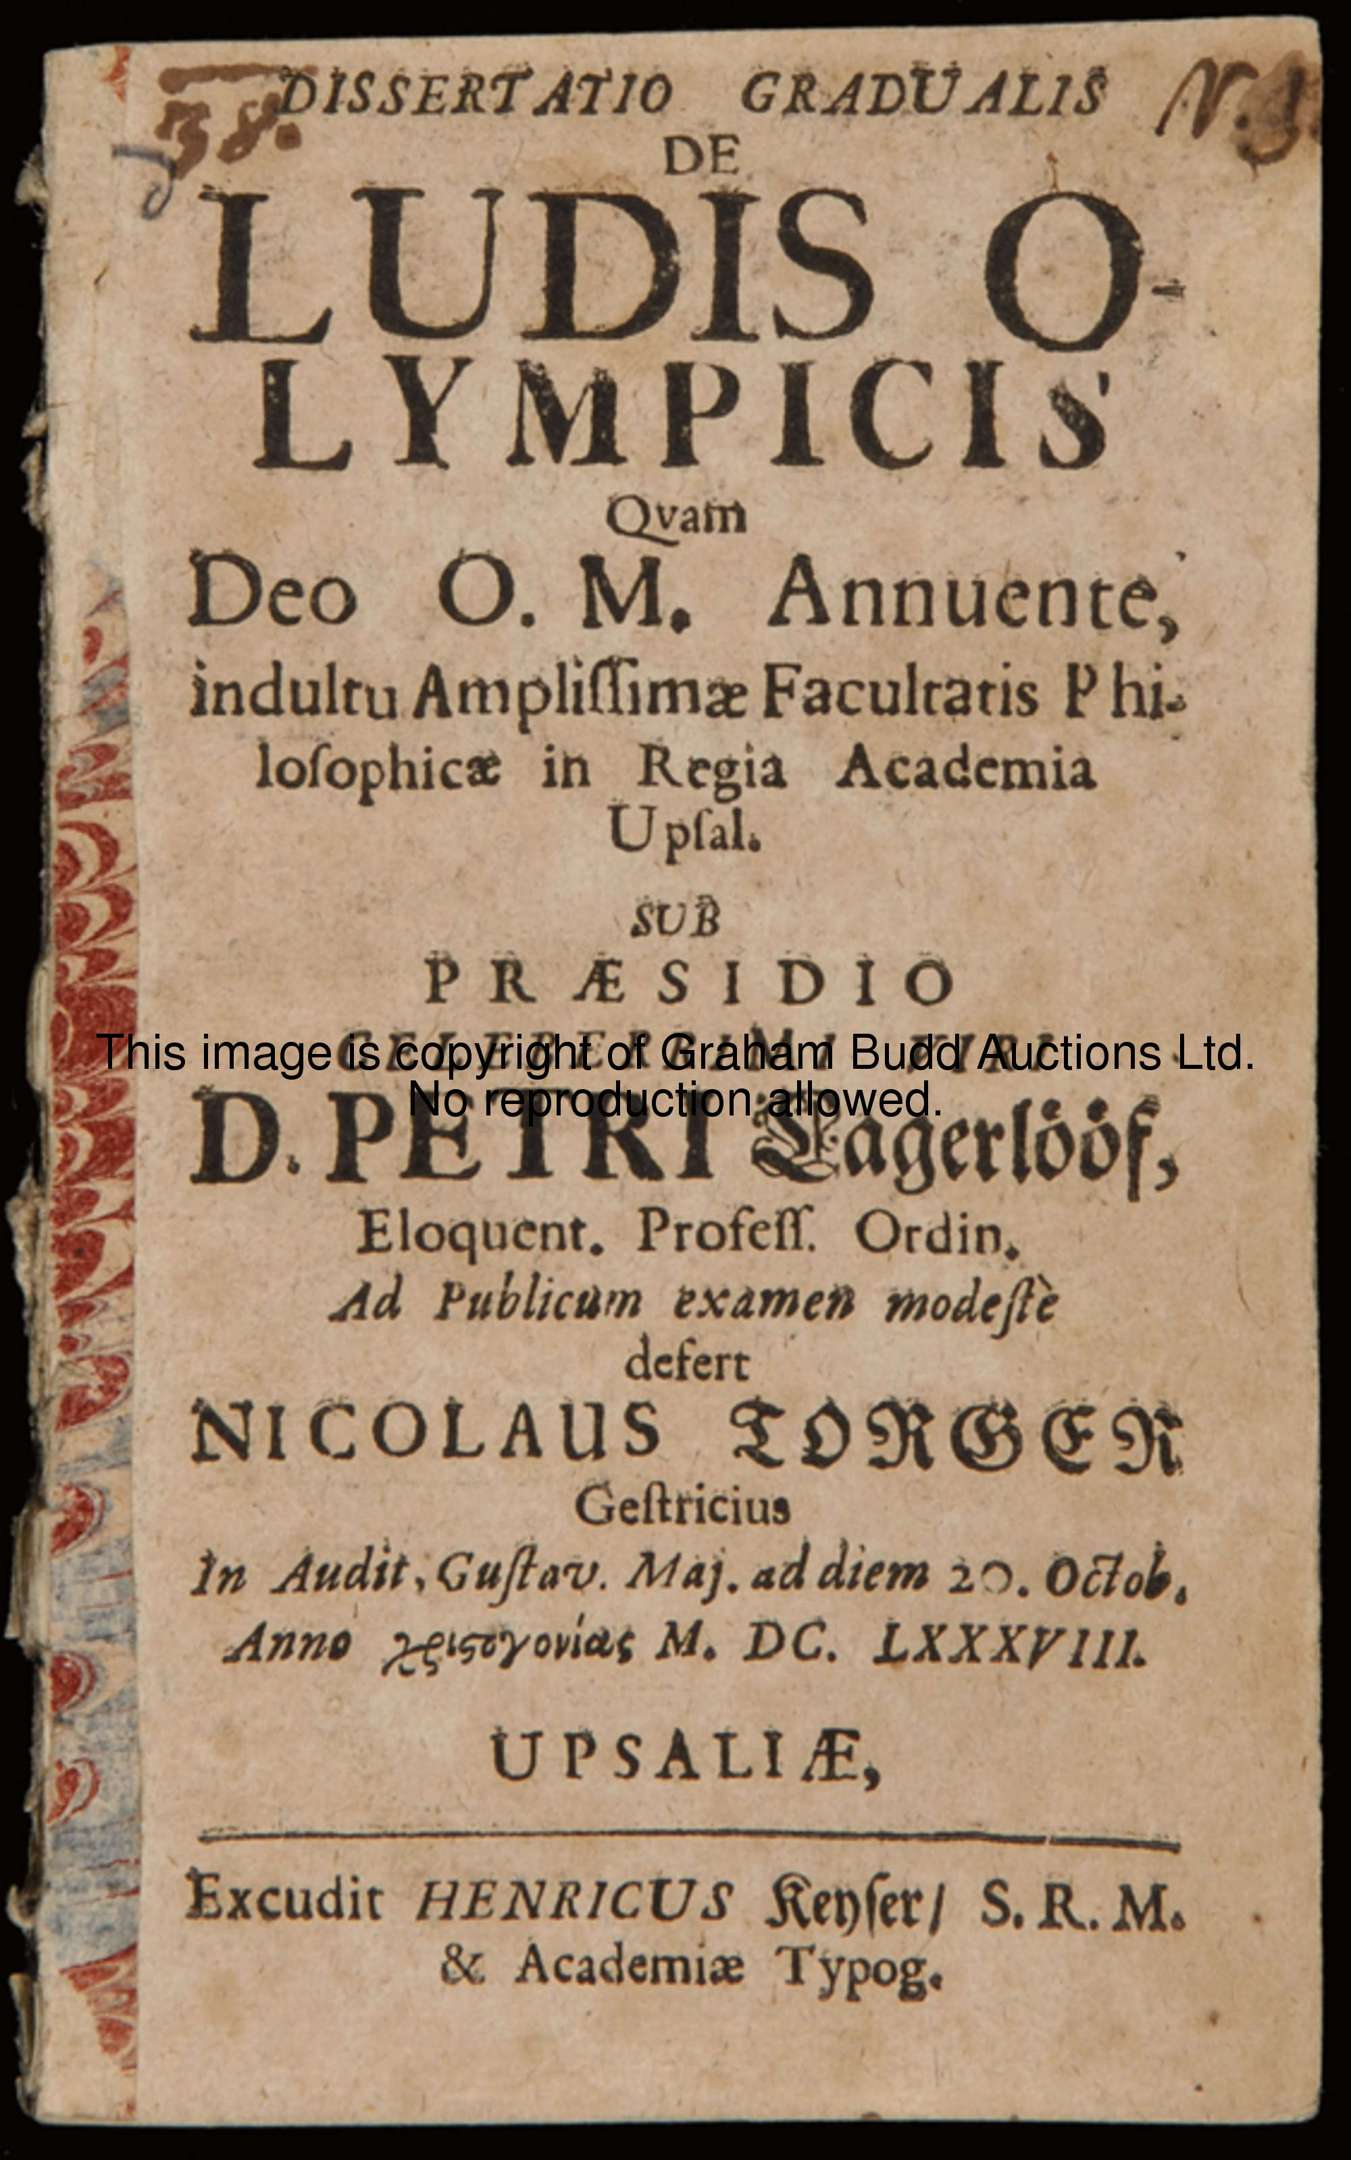 DISSERTATIO GRADUALIS
N. J.
38.
DE
LUDIS O-
LYMPICIS
Qvam
Deo O. M. Annuente,
indultu Ampliſſimæ Facultatis Phi-
loſophicæ in Regia Academia
Upſal.
SUB
PRÆSIDIO
This image is copyright of Graham Budd Auctions Ltd.
No reproduction allowed.
D. PETRI Lagerlööf,
Eloquent. Profeſſ. Ordin.
Ad Publicum examen modeſtè
defert
NICOLAUS TORGER
Geſtricius
In Audit, Guſtav. Maj. ad diem 20. Octob.
Anno χριϛογονίας M. DC. LXXXVIII.
UPSALIÆ,
Excudit HENRICUS Keyſer/ S. R. M.
& Academiæ Typog.